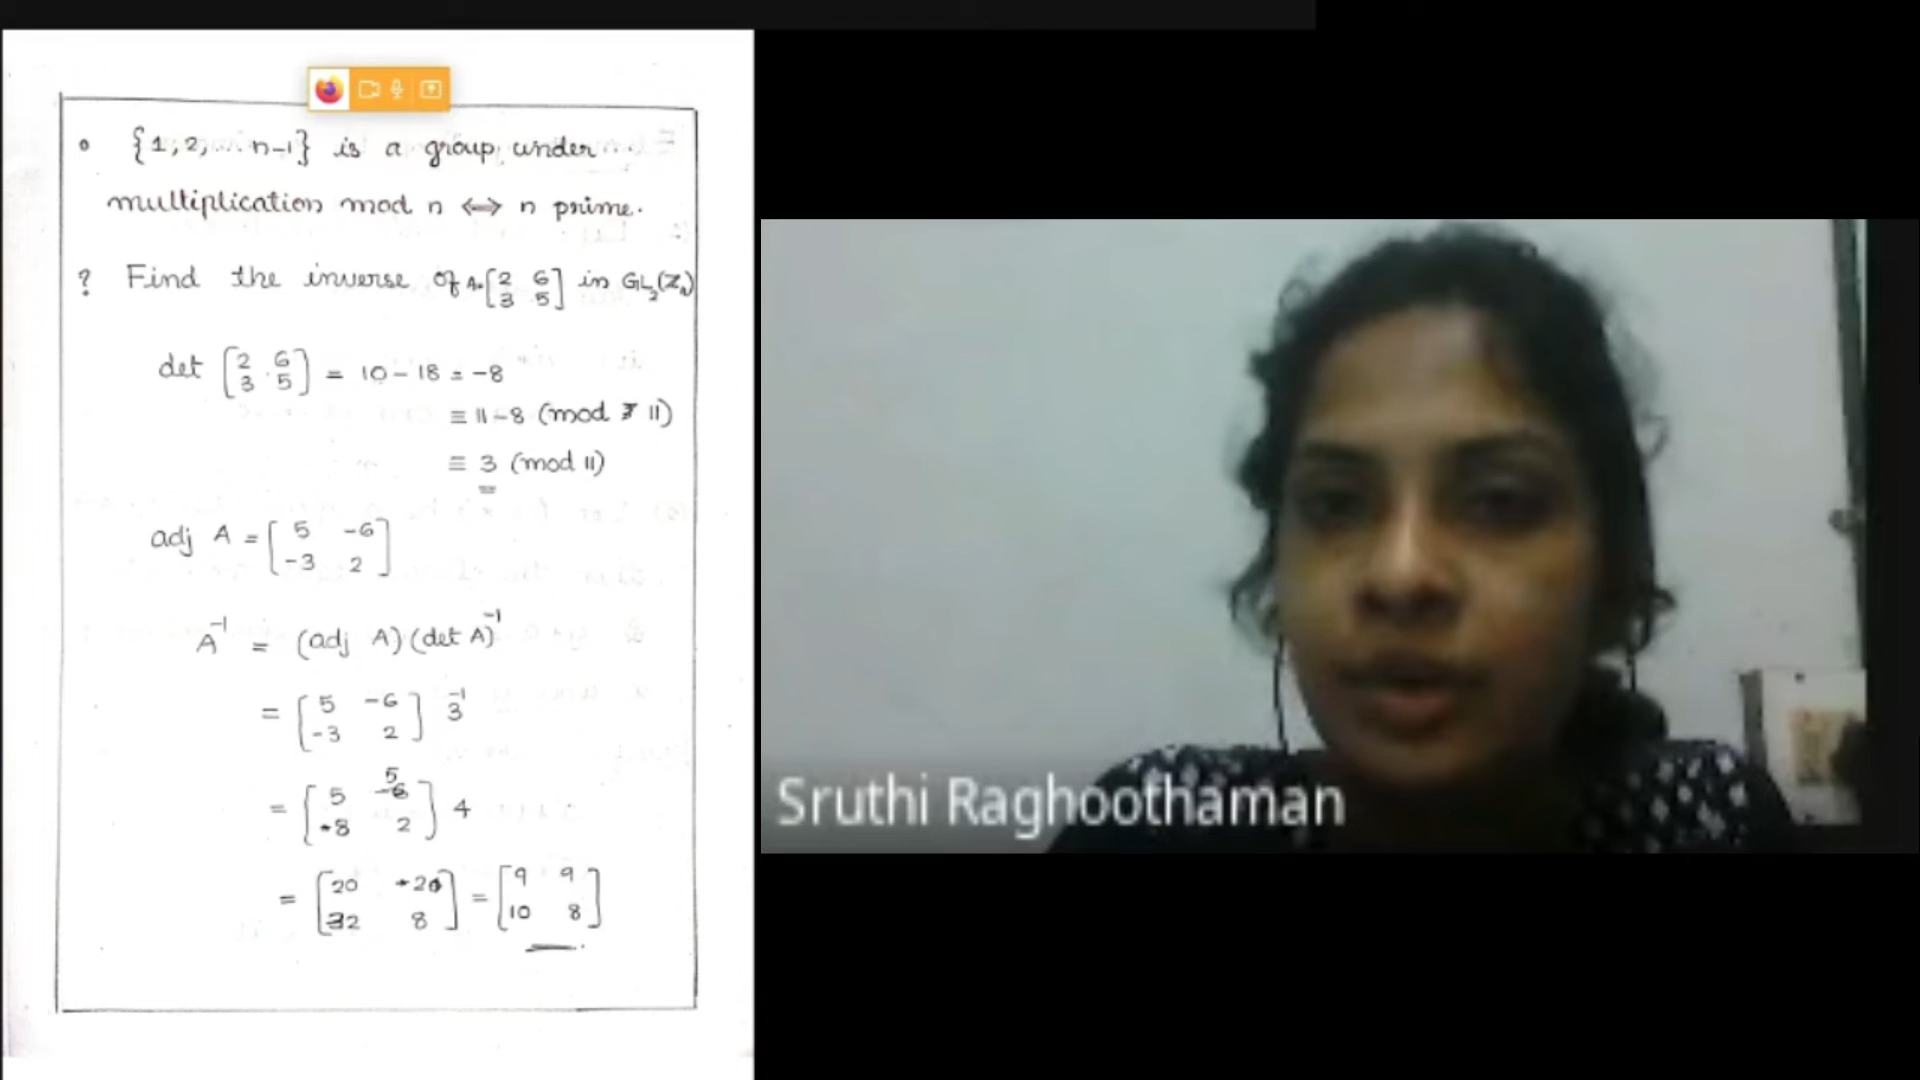 {1, 2, ... n-1} is a group under
multiplication mod n ⇔ n prime.
? Find the inverse of A = [2 6; 3 5] in GL₂(Z₁₁)
det [2 6; 3 5] = 10 - 18 = -8
≡ 11-8 (mod 11)
≡ 3 (mod 11)
adj A = [5 -6; -3 2]
A⁻¹ = (adj A) (det A)⁻¹
= [5 -6; -3 2] 3⁻¹
= [5 5; 8 2] 4
= [20 20; 32 8] = [9 9; 10 8]
Sruthi Raghoothaman